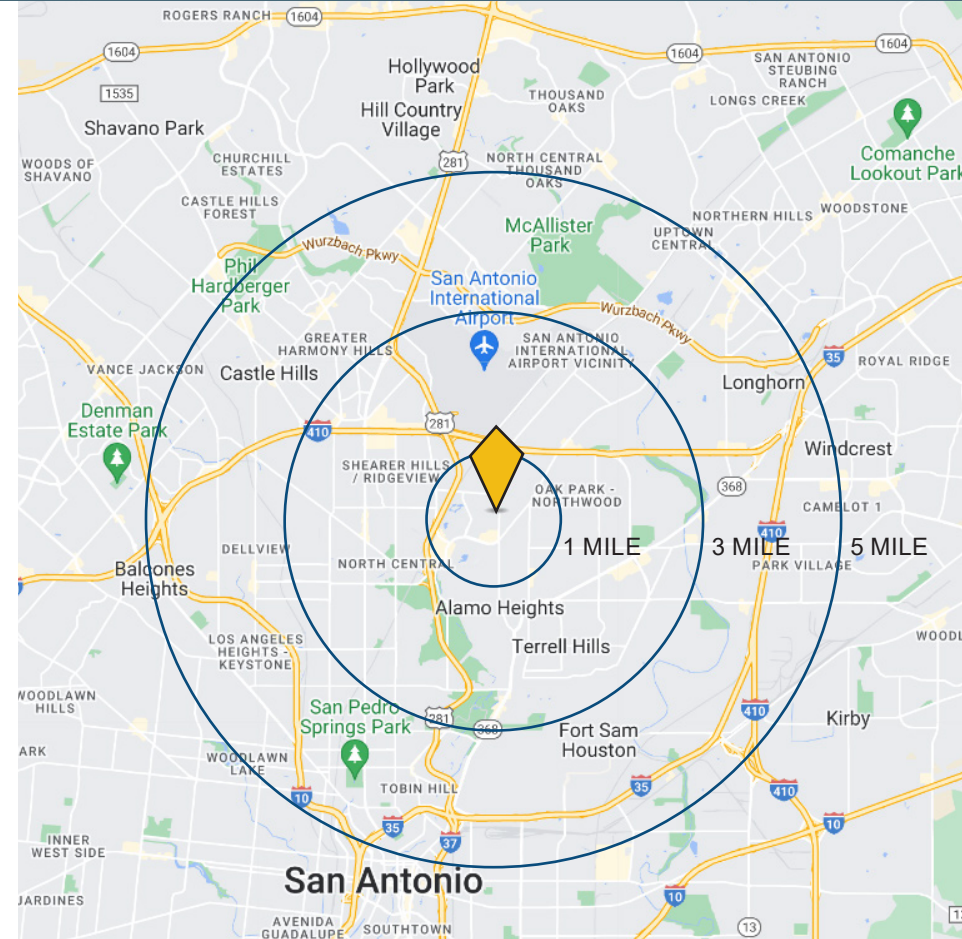 ROGERS RANCH
1604
1604
1604
1604
Hollywood
Park
SAN ANTONIO
STEUBING
RANCH
1535
THOUSAND
OAKS
LONGS CREEK
Hill Country
Village
Shavano Park
WOODS OF
SHAVANO
CHURCHILL
ESTATES
281
NORTH CENTRAL
THOUSAND
OAKS
Comanche
Lookout Park
CASTLE HILLS
FOREST
McAllister
Park
NORTHERN HILLS
WOODSTONE
UPTOWN
CENTRAL
Wurzbach Pkwy
Phil
Hardberger
Park
San Antonio
International
Airport
Wurzbach Pkwy
GREATER
HARMONY HILLS
SAN ANTONIO
INTERNATIONAL
AIRPORT VICINITY
35
ROYAL RIDGE
VANCE JACKSON
Castle Hills
Longhorn
Denman
Estate Park
281
410
Windcrest
SHEARER HILLS
/ RIDGEVIEW
OAK PARK -
NORTHWOOD
368
CAMELOT 1
410
1 MILE
3 MILE
5 MILE
DELLVIEW
NORTH CENTRAL
PARK VILLAGE
Balcones
Heights
Alamo Heights
LOS ANGELES
HEIGHTS -
KEYSTONE
Terrell Hills
WOODL
WOODLAWN
HILLS
San Pedro
Springs Park
281
368
410
Kirby
Fort Sam
Houston
ARK
WOODLAWN
LAKE
TOBIN HILL
35
410
10
35
37
10
INNER
WEST SIDE
San Antonio
JARDINES
10
AVENIDA
GUADALUPE
SOUTHTOWN
13